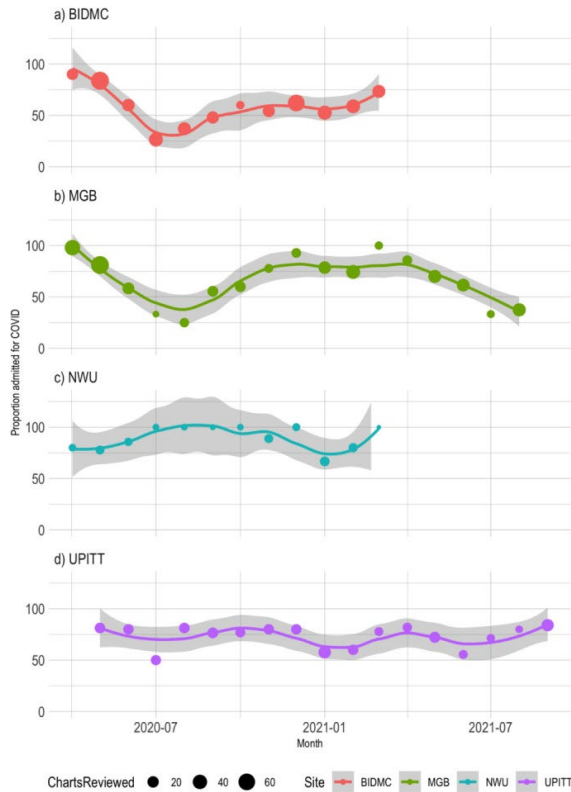 a) BIDMC
100
50
0
b) MGB
100
50
0
c) NWU
100
50
0
d) UPITT
100
50
0
Proportion admitted for COVID
2020-07 2021-01 2021-07
Month
ChartsReviewed 20 40 60 Site BIDMC MGB NWU UPITT